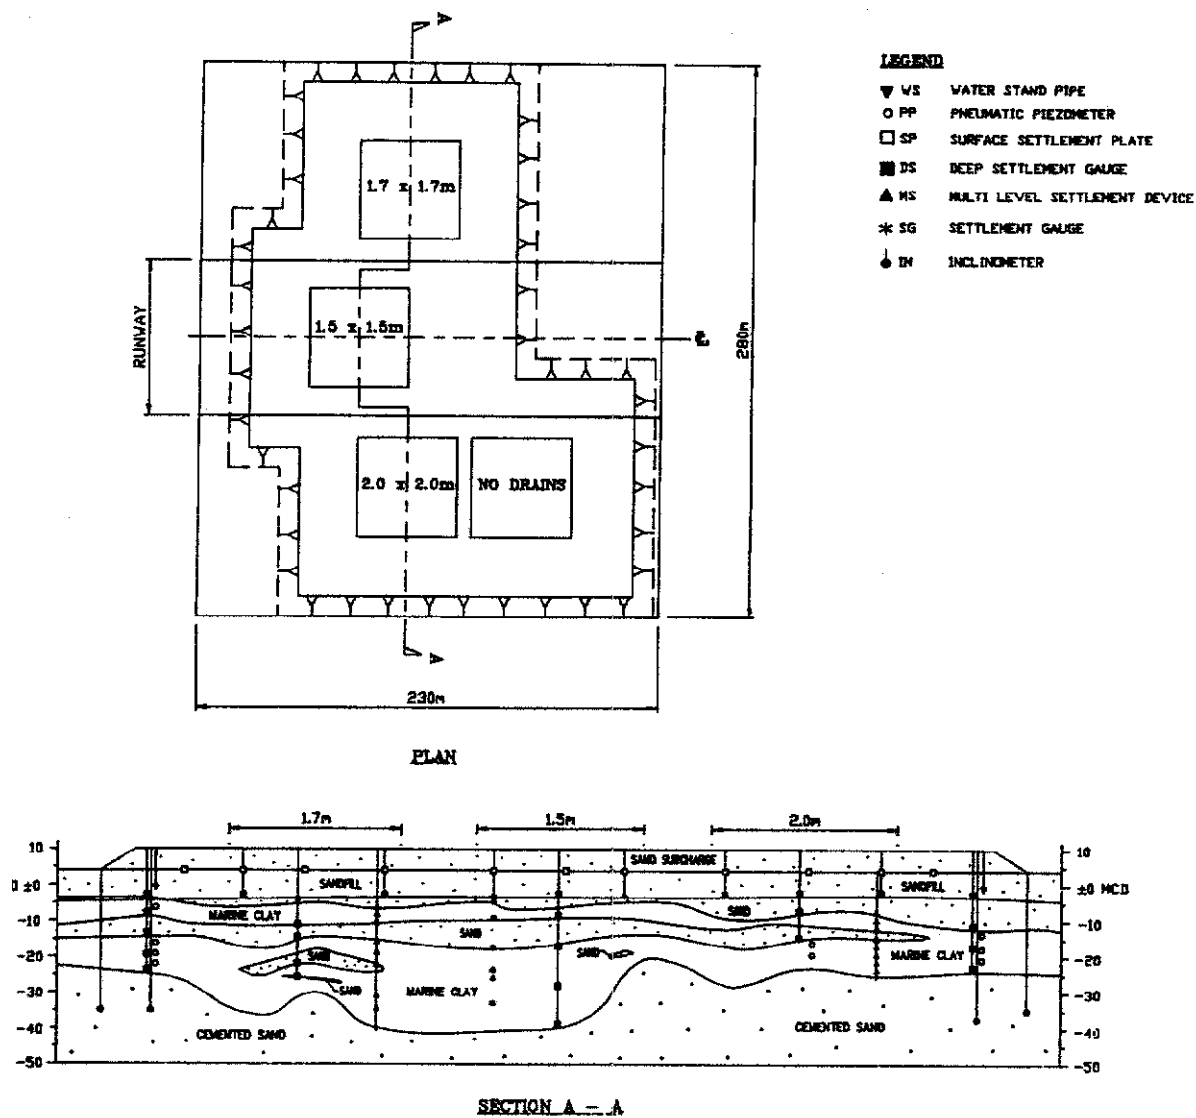 A
LEGEND
WS WATER STAND PIPE
PP PNEUMATIC PIEZOMETER
SP SURFACE SETTLEMENT PLATE
DS DEEP SETTLEMENT GAUGE
MS MULTI LEVEL SETTLEMENT DEVICE
SG SETTLEMENT GAUGE
IN INCLINOMETER
1.7 x 1.7m
RUNWAY
1.5 x 1.5m
280m
2.0 x 2.0m
NO DRAINS
A
230m
PLAN
1.7m
1.5m
2.0m
10
±0
-10
-20
-30
-40
-50
SAND SURCHARGE
SANDFILL
SANDFILL
MARINE CLAY
SAND
SAND
SAND
SAND
SAND
MARINE CLAY
MARINE CLAY
CEMENTED SAND
CEMENTED SAND
10
±0 MCD
-10
-20
-30
-40
-50
SECTION A - A